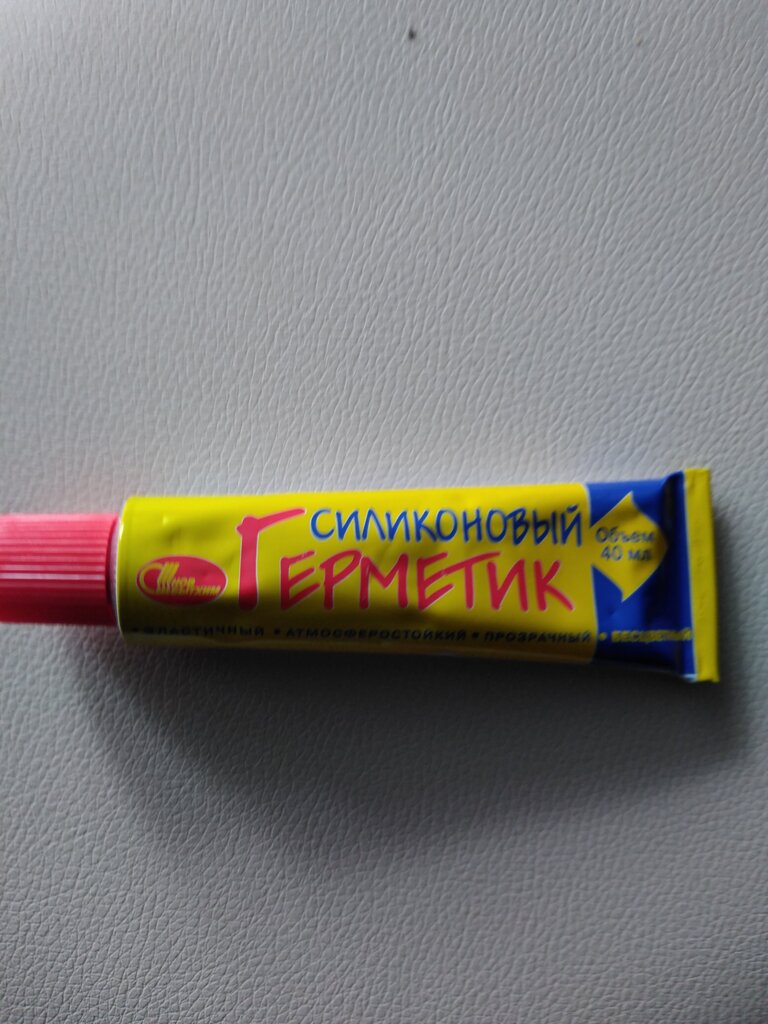 СИЛИКОНОВЫЙ
ГЕРМЕТИК
Объем
40 мл
ЭЛАСТИЧНЫЙ • АТМОСФЕРОСТОЙКИЙ • ПРОЗРАЧНЫЙ • БЕСЦВЕТНЫЙ